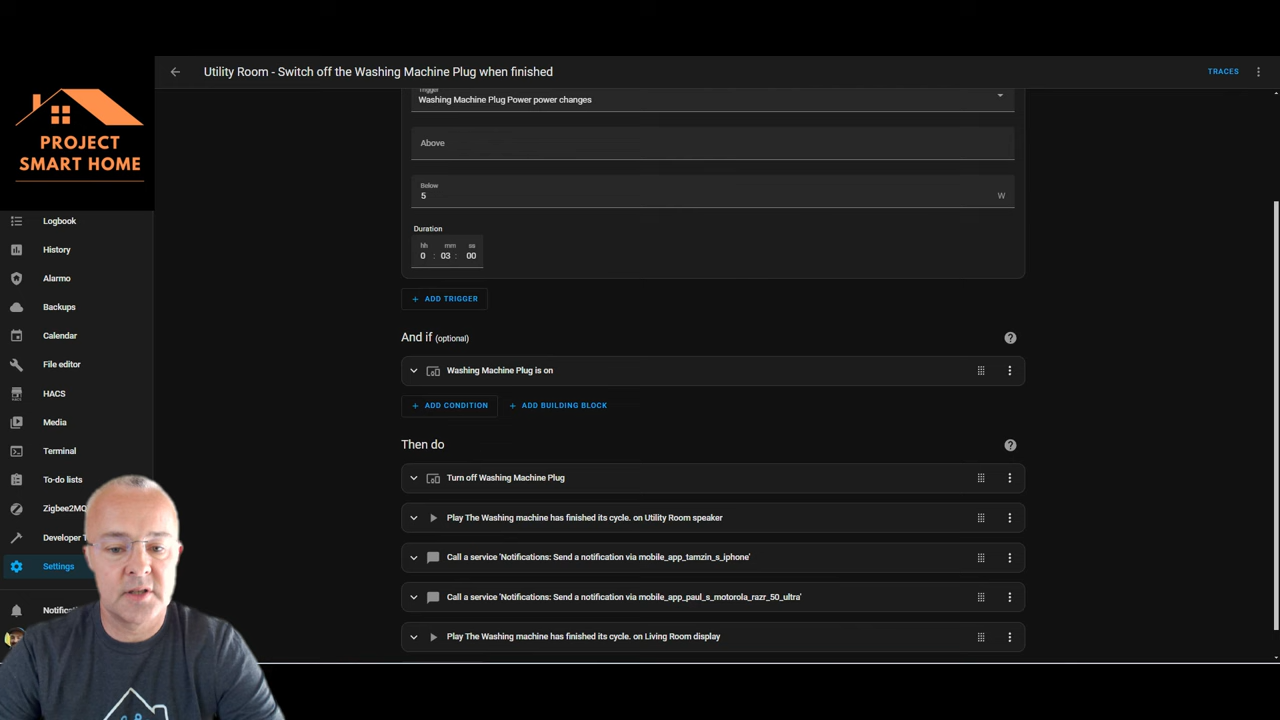 Utility Room - Switch off the Washing Machine Plug when finished
TRACES
PROJECT
SMART HOME
Logbook
History
Alarmo
Backups
Calendar
File editor
HACS
Media
Terminal
To-do lists
Zigbee2MQ
Developer T
Settings
Notific
Trigger
Washing Machine Plug Power power changes
Above
Below
5
W
Duration
hh mm ss
0 : 03 : 00
+ ADD TRIGGER
And if (optional)
Washing Machine Plug is on
+ ADD CONDITION
+ ADD BUILDING BLOCK
Then do
Turn off Washing Machine Plug
Play The Washing machine has finished its cycle. on Utility Room speaker
Call a service 'Notifications: Send a notification via mobile_app_tamzin_s_iphone'
Call a service 'Notifications: Send a notification via mobile_app_paul_s_motorola_razr_50_ultra'
Play The Washing machine has finished its cycle. on Living Room display